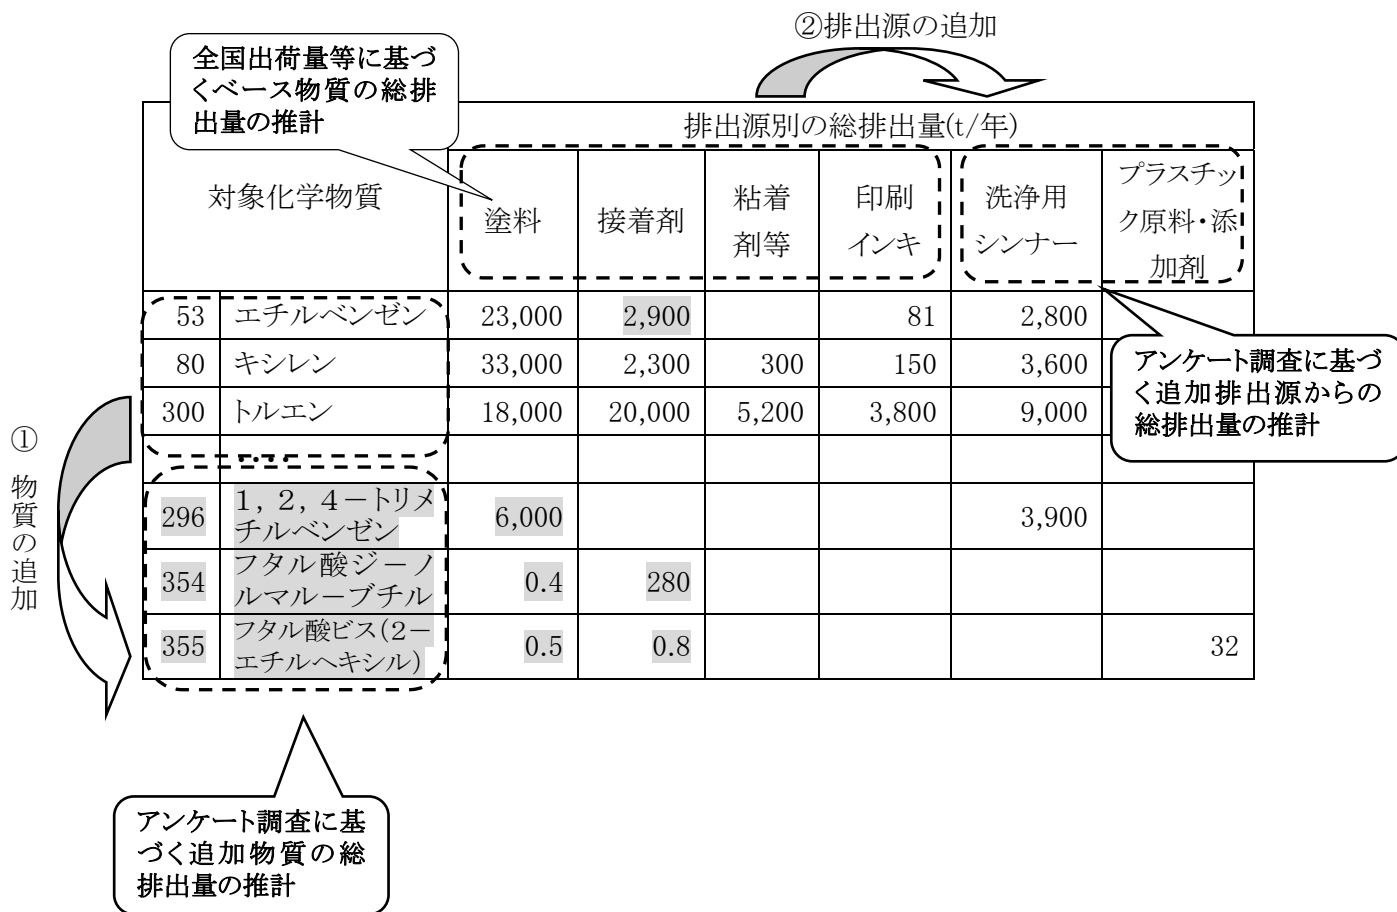 ②排出源の追加
全国出荷量等に基づ
くベース物質の総排
出量の推計
排出源別の総排出量(t/年)
対象化学物質
塗料
接着剤
粘着
剤等
印刷
インキ
洗浄用
シンナー
プラスチッ
ク原料・添
加剤
53 エチルベンゼン 23,000 2,900 81 2,800
80 キシレン 33,000 2,300 300 150 3,600
300 トルエン 18,000 20,000 5,200 3,800 9,000
アンケート調査に基づ
く追加排出源からの
総排出量の推計
・・・・
①
物質の追加
296 1，2，4－トリメ
チルベンゼン 6,000 3,900
354 フタル酸ジ－ノ
ルマル－ブチル 0.4 280
355 フタル酸ビス(2－
エチルヘキシル) 0.5 0.8 32
アンケート調査に基
づく追加物質の総
排出量の推計